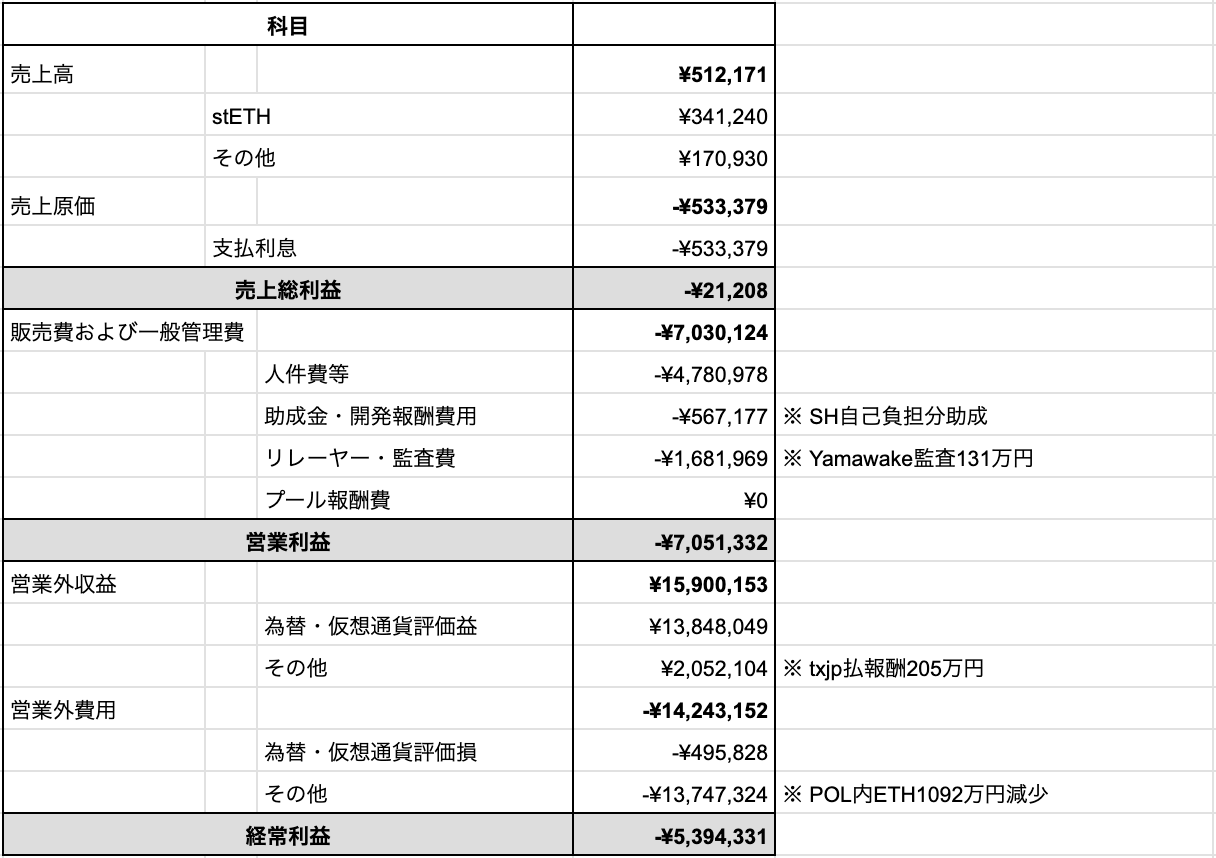 科目
売上高 ¥512,171
stETH ¥341,240
その他 ¥170,930
売上原価 -¥533,379
支払利息 -¥533,379
売上総利益 -¥21,208
販売費および一般管理費 -¥7,030,124
人件費等 -¥4,780,978
助成金・開発報酬費用 -¥567,177 ※ SH自己負担分助成
リレーヤー・監査費 -¥1,681,969 ※ Yamawake監査131万円
プール報酬費 ¥0
営業利益 -¥7,051,332
営業外収益 ¥15,900,153
為替・仮想通貨評価益 ¥13,848,049
その他 ¥2,052,104 ※ txjp払報酬205万円
営業外費用 -¥14,243,152
為替・仮想通貨評価損 -¥495,828
その他 -¥13,747,324 ※ POL内ETH1092万円減少
経常利益 -¥5,394,331